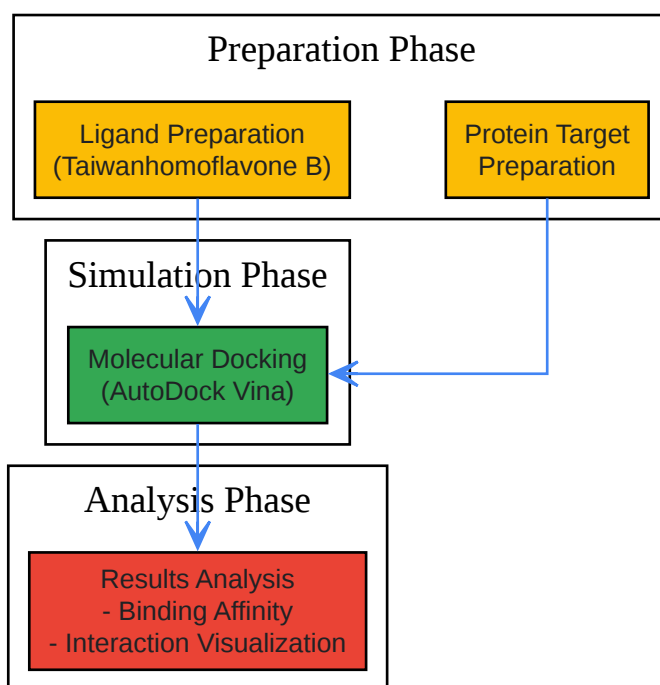 Preparation Phase
Ligand Preparation
(Taiwanhomoflavone B)
Protein Target
Preparation
Simulation Phase
Molecular Docking
(AutoDock Vina)
Analysis Phase
Results Analysis
- Binding Affinity
- Interaction Visualization